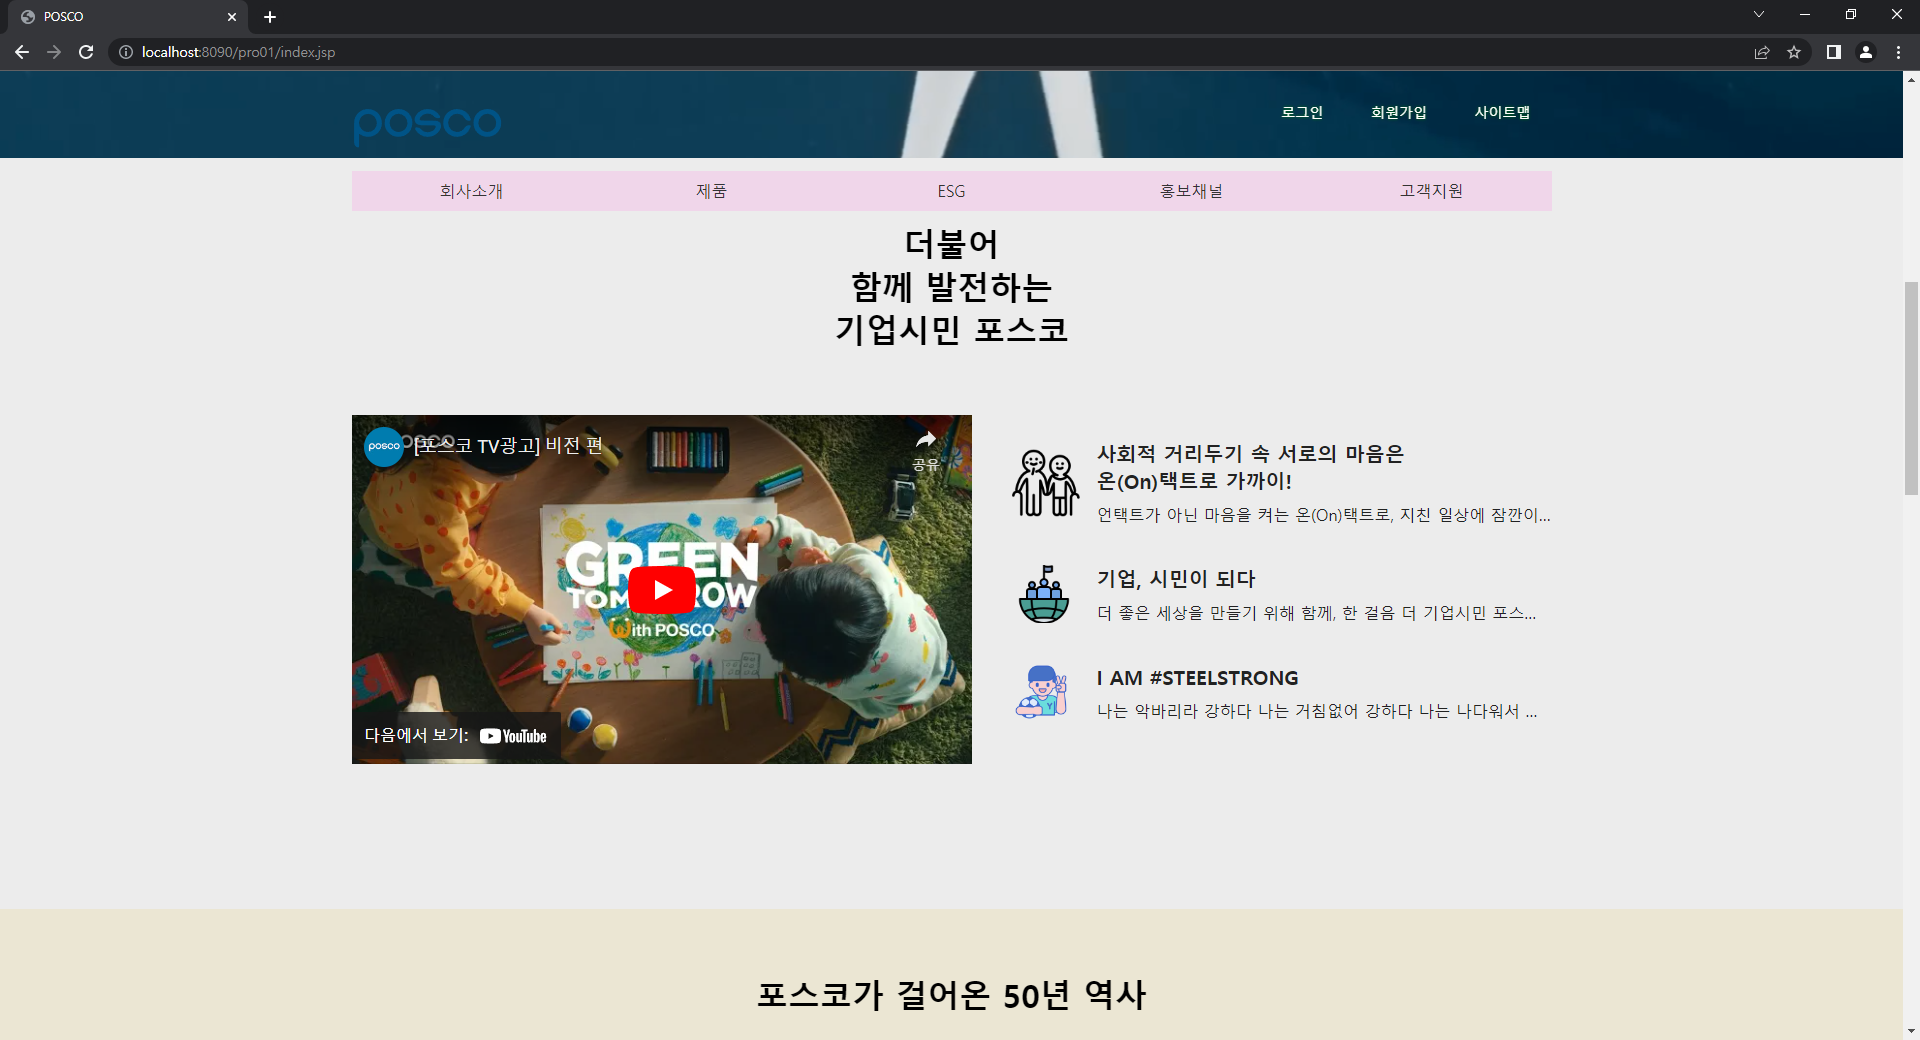 POSCO
localhost:8090/pro01/index.jsp
posco
로그인 회원가입 사이트맵
회사소개 제품 ESG 홍보채널 고객지원
더불어
함께 발전하는
기업시민 포스코
posco
[포스코 TV광고] 비전 편
공유
GREEN
With POSCO
다음에서 보기: YouTube
사회적 거리두기 속 서로의 마음은
온(On)택트로 가까이!
언택트가 아닌 마음을 켜는 온(On)택트로, 지친 일상에 잠깐이...
기업, 시민이 되다
더 좋은 세상을 만들기 위해 함께, 한 걸음 더 기업시민 포스...
I AM #STEELSTRONG
나는 악바리라 강하다 나는 거침없어 강하다 나는 나다워서 ...
포스코가 걸어온 50년 역사